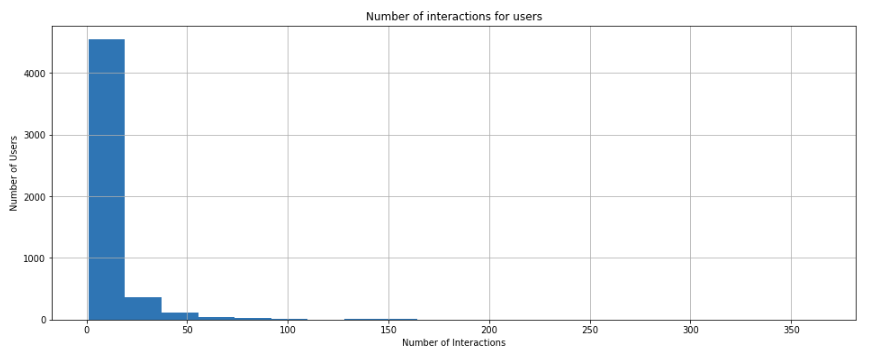 Number of interactions for users
Number of Users
4000
3000
2000
1000
0
0 50 100 150 200 250 300 350
Number of Interactions